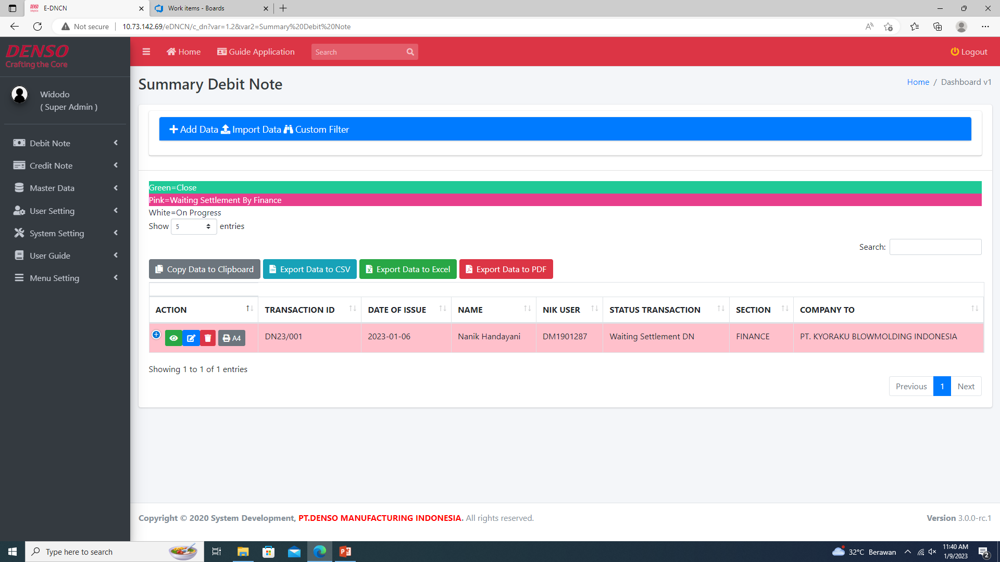 E-DNCN
Work items - Boards
Not secure
10.73.142.69/eDNCN/c_dn?var=1.2&var2=Summary%20Debit%20Note
DENSO
Crafting the Core
Home
Guide Application
Search
Logout
Widodo
( Super Admin )
Summary Debit Note
Home / Dashboard v1
Debit Note
Credit Note
Master Data
User Setting
System Setting
User Guide
Menu Setting
Add Data Import Data Custom Filter
Green=Close
Pink=Waiting Settlement By Finance
White=On Progress
Show 5 entries
Search:
Copy Data to Clipboard
Export Data to CSV
Export Data to Excel
Export Data to PDF
ACTION TRANSACTION ID DATE OF ISSUE NAME NIK USER STATUS TRANSACTION SECTION COMPANY TO
A4 DN23/001 2023-01-06 Nanik Handayani DM1901287 Waiting Settlement DN FINANCE PT. KYORAKU BLOWMOLDING INDONESIA
Showing 1 to 1 of 1 entries
Previous 1 Next
Copyright © 2020 System Development, PT.DENSO MANUFACTURING INDONESIA. All rights reserved.
Version 3.0.0-rc.1
Type here to search
32°C Berawan
11:40 AM
1/9/2023
2